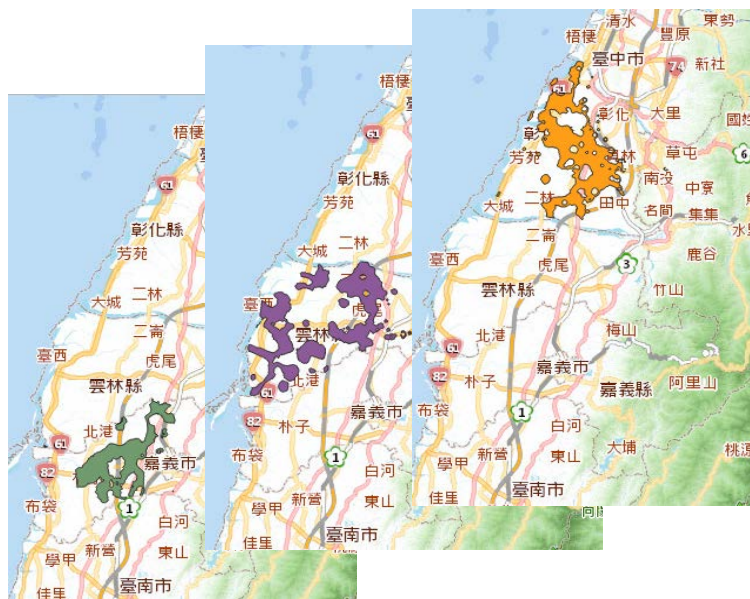 清水
東勢
梧棲
豐原
臺中市
74
新社
61
彰化
大里
國姓
芳苑
員林
草屯
6
南投
中寮
二林
田中
大城
名間
集集
二崙
鹿谷
臺西
虎尾
3
竹山
雲林縣
北港
梅山
61
嘉義市
82
朴子
嘉義縣
阿里山
布袋
1
白河
大埔
學甲
新營
東山
佳里
臺南市
梧棲
61
彰化縣
芳苑
大城
二林
臺西
虎尾
雲林縣
北港
61
嘉義市
82
朴子
布袋
1
白河
學甲
新營
東山
佳里
臺南市
梧棲
61
彰化縣
芳苑
大城
二林
二崙
臺西
虎尾
雲林縣
北港
61
嘉義市
82
布袋
1
白河
學甲
新營
東山
佳里
臺南市